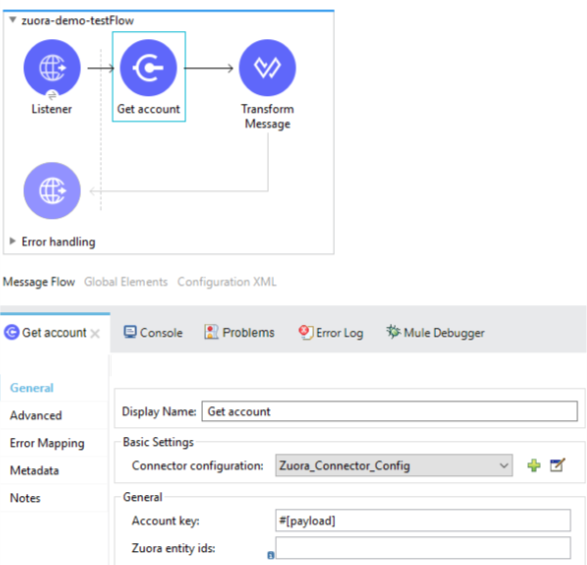 zuora-demo-testFlow
Listener
Get account
Transform
Message
Error handling
Message Flow Global Elements Configuration XML
Get account Console Problems Error Log Mule Debugger
General
Advanced
Error Mapping
Metadata
Notes
Display Name: Get account
Basic Settings
Connector configuration: Zuora_Connector_Config
General
Account key: #[payload]
Zuora entity ids: